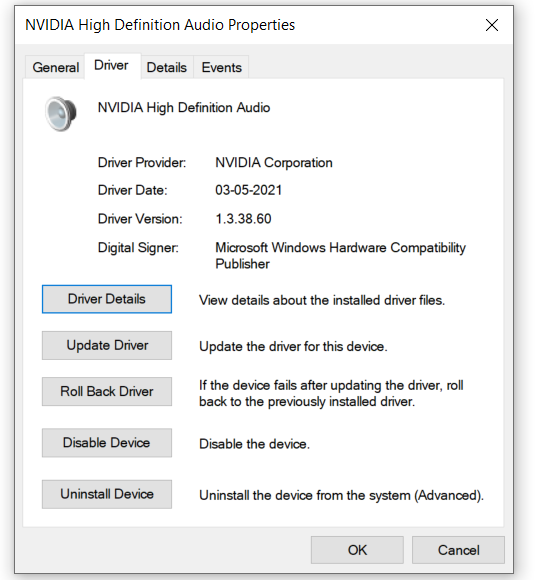 NVIDIA High Definition Audio Properties
General Driver Details Events
NVIDIA High Definition Audio
Driver Provider: NVIDIA Corporation
Driver Date: 03-05-2021
Driver Version: 1.3.38.60
Digital Signer: Microsoft Windows Hardware Compatibility
Publisher
Driver Details View details about the installed driver files.
Update Driver Update the driver for this device.
Roll Back Driver If the device fails after updating the driver, roll
back to the previously installed driver.
Disable Device Disable the device.
Uninstall Device Uninstall the device from the system (Advanced).
OK Cancel